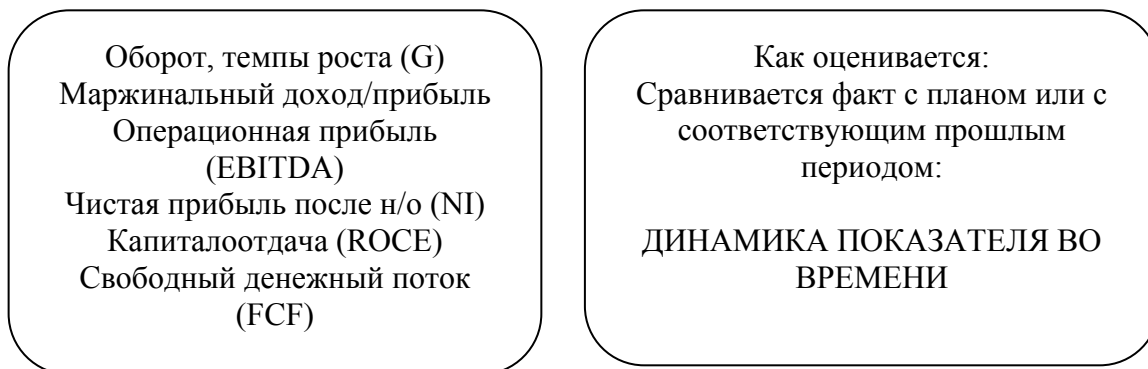 Оборот, темпы роста (G)
Маржинальный доход/прибыль
Операционная прибыль
(EBITDA)
Чистая прибыль после н/о (NI)
Капиталоотдача (ROCE)
Свободный денежный поток
(FCF)
Как оценивается:
Сравнивается факт с планом или с
соответствующим прошлым
периодом:
ДИНАМИКА ПОКАЗАТЕЛЯ ВО
ВРЕМЕНИ